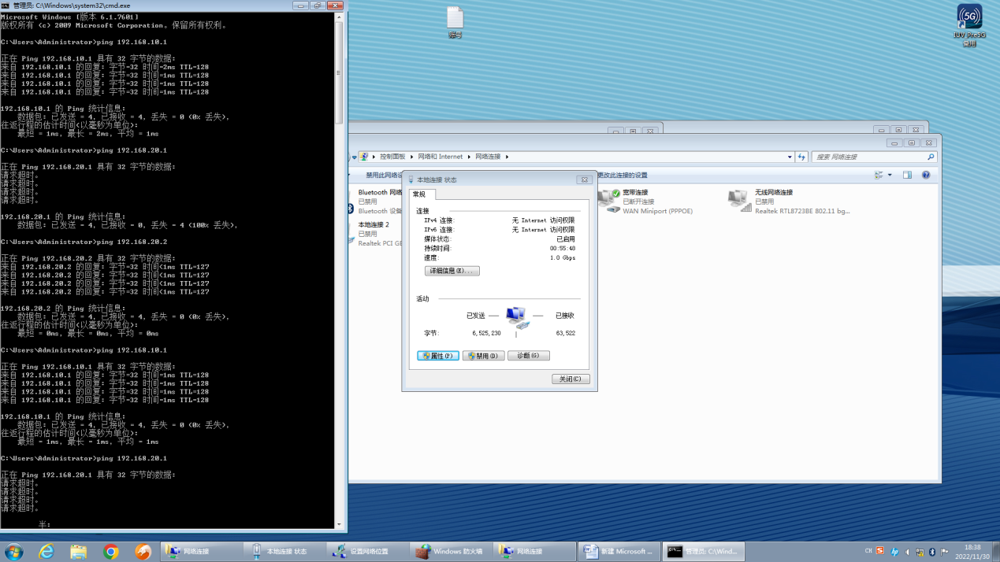 管理员: C:\Windows\system32\cmd.exe
Microsoft Windows [版本 6.1.7601]
版权所有 (c) 2009 Microsoft Corporation。保留所有权利。
C:\Users\Administrator>ping 192.168.10.1
正在 Ping 192.168.10.1 具有 32 字节的数据:
来自 192.168.10.1 的回复: 字节=32 时间=2ms TTL=128
来自 192.168.10.1 的回复: 字节=32 时间=1ms TTL=128
来自 192.168.10.1 的回复: 字节=32 时间=1ms TTL=128
来自 192.168.10.1 的回复: 字节=32 时间=1ms TTL=128
192.168.10.1 的 Ping 统计信息:
数据包: 已发送 = 4, 已接收 = 4, 丢失 = 0 (0% 丢失),
往返行程的估计时间(以毫秒为单位):
最短 = 1ms, 最长 = 2ms, 平均 = 1ms
C:\Users\Administrator>ping 192.168.20.1
正在 Ping 192.168.20.1 具有 32 字节的数据:
请求超时。
请求超时。
请求超时。
请求超时。
192.168.20.1 的 Ping 统计信息:
数据包: 已发送 = 4, 已接收 = 0, 丢失 = 4 (100% 丢失),
C:\Users\Administrator>ping 192.168.20.2
正在 Ping 192.168.20.2 具有 32 字节的数据:
来自 192.168.20.2 的回复: 字节=32 时间<1ms TTL=127
来自 192.168.20.2 的回复: 字节=32 时间<1ms TTL=127
来自 192.168.20.2 的回复: 字节=32 时间<1ms TTL=127
来自 192.168.20.2 的回复: 字节=32 时间<1ms TTL=127
192.168.20.2 的 Ping 统计信息:
数据包: 已发送 = 4, 已接收 = 4, 丢失 = 0 (0% 丢失),
往返行程的估计时间(以毫秒为单位):
最短 = 0ms, 最长 = 0ms, 平均 = 0ms
C:\Users\Administrator>ping 192.168.10.1
正在 Ping 192.168.10.1 具有 32 字节的数据:
来自 192.168.10.1 的回复: 字节=32 时间=1ms TTL=128
来自 192.168.10.1 的回复: 字节=32 时间=1ms TTL=128
来自 192.168.10.1 的回复: 字节=32 时间=1ms TTL=128
来自 192.168.10.1 的回复: 字节=32 时间=1ms TTL=128
192.168.10.1 的 Ping 统计信息:
数据包: 已发送 = 4, 已接收 = 4, 丢失 = 0 (0% 丢失),
往返行程的估计时间(以毫秒为单位):
最短 = 1ms, 最长 = 1ms, 平均 = 1ms
C:\Users\Administrator>ping 192.168.20.1
正在 Ping 192.168.20.1 具有 32 字节的数据:
请求超时。
请求超时。
请求超时。
请求超时。
半:
账号
5G
IUV Pre5G
备用
控制面板 网络和 Internet 网络连接
搜索 网络连接
禁用此网络设
更改此连接的设置
Bluetooth 网络
已禁用
Bluetooth 设备
本地连接 2
已禁用
Realtek PCI GB
宽带连接
已断开连接
WAN Miniport (PPPOE)
无线网络连接
已禁用
Realtek RTL8723BE 802.11 bg...
本地连接 状态
常规
连接
IPv4 连接: 无 Internet 访问权限
IPv6 连接: 无 Internet 访问权限
媒体状态: 已启用
持续时间: 00:55:48
速度: 1.0 Gbps
详细信息(E)...
活动
已发送 已接收
字节: 6,525,230 63,522
属性(P) 禁用(D) 诊断(G)
关闭(C)
网络连接
本地连接 状态
设置网络位置
Windows 防火墙
网络连接
新建 Microsoft ...
管理员: C:\Wind...
CH
18:38
2022/11/30